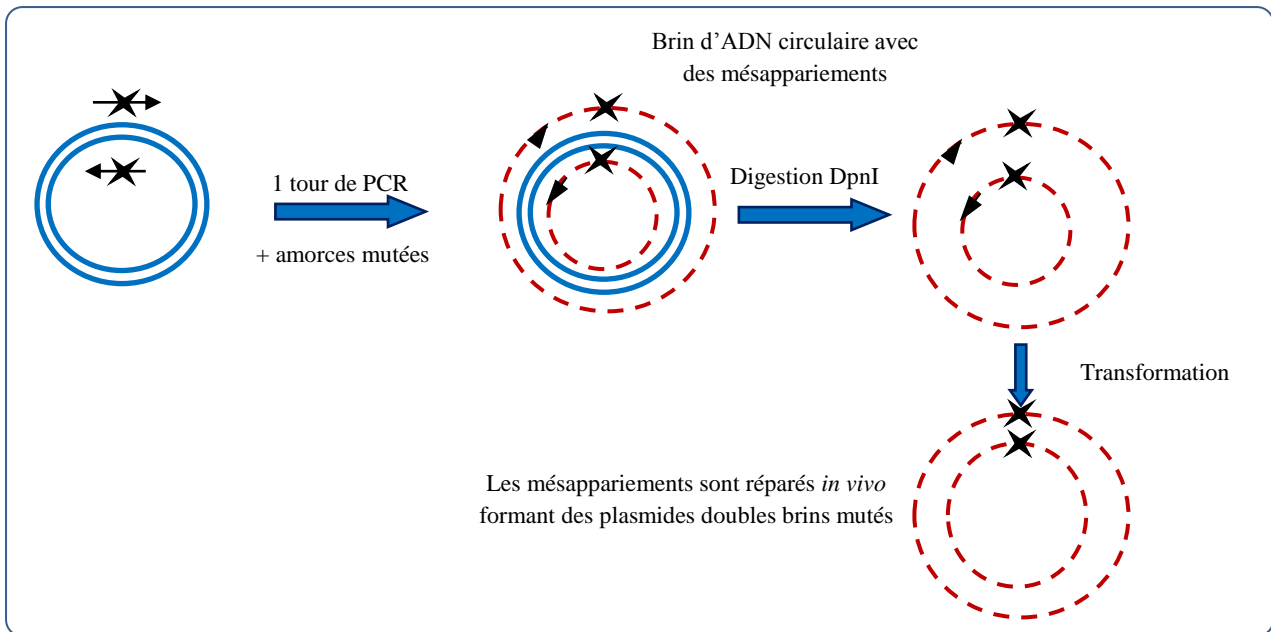 Brin d’ADN circulaire avec
des mésappariements
1 tour de PCR
+ amorces mutées
Digestion DpnI
Transformation
Les mésappariements sont réparés in vivo
formant des plasmides doubles brins mutés